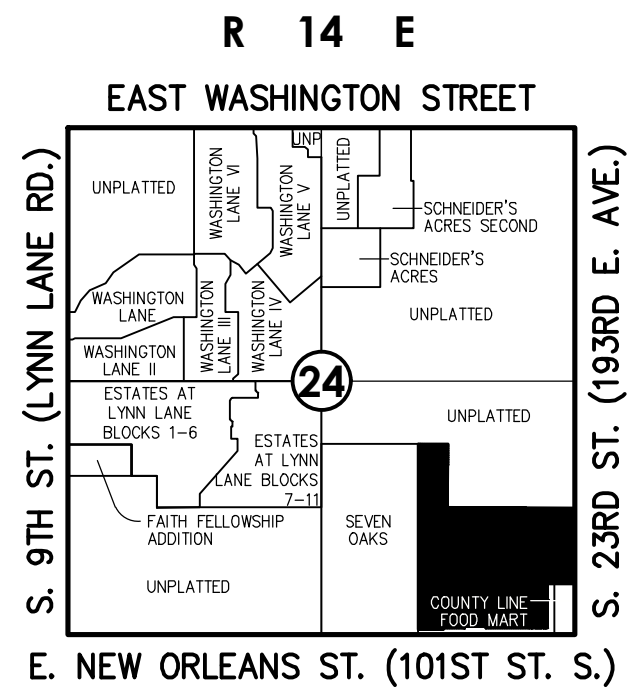 R 14 E
EAST WASHINGTON STREET
S. 9TH ST. (LYNN LANE RD.)
S. 23RD ST. (193RD E. AVE.)
UNPLATTED
WASHINGTON
LANE VI
WASHINGTON
LANE V
UNP
UNPLATTED
SCHNEIDER'S
ACRES SECOND
SCHNEIDER'S
ACRES
UNPLATTED
WASHINGTON
LANE
WASHINGTON
LANE II
WASHINGTON
LANE III
WASHINGTON
LANE IV
24
ESTATES AT
LYNN LANE
BLOCKS 1-6
ESTATES
AT LYNN
LANE BLOCKS
7-11
UNPLATTED
FAITH FELLOWSHIP
ADDITION
SEVEN
OAKS
UNPLATTED
COUNTY LINE
FOOD MART
E. NEW ORLEANS ST. (101ST ST. S.)